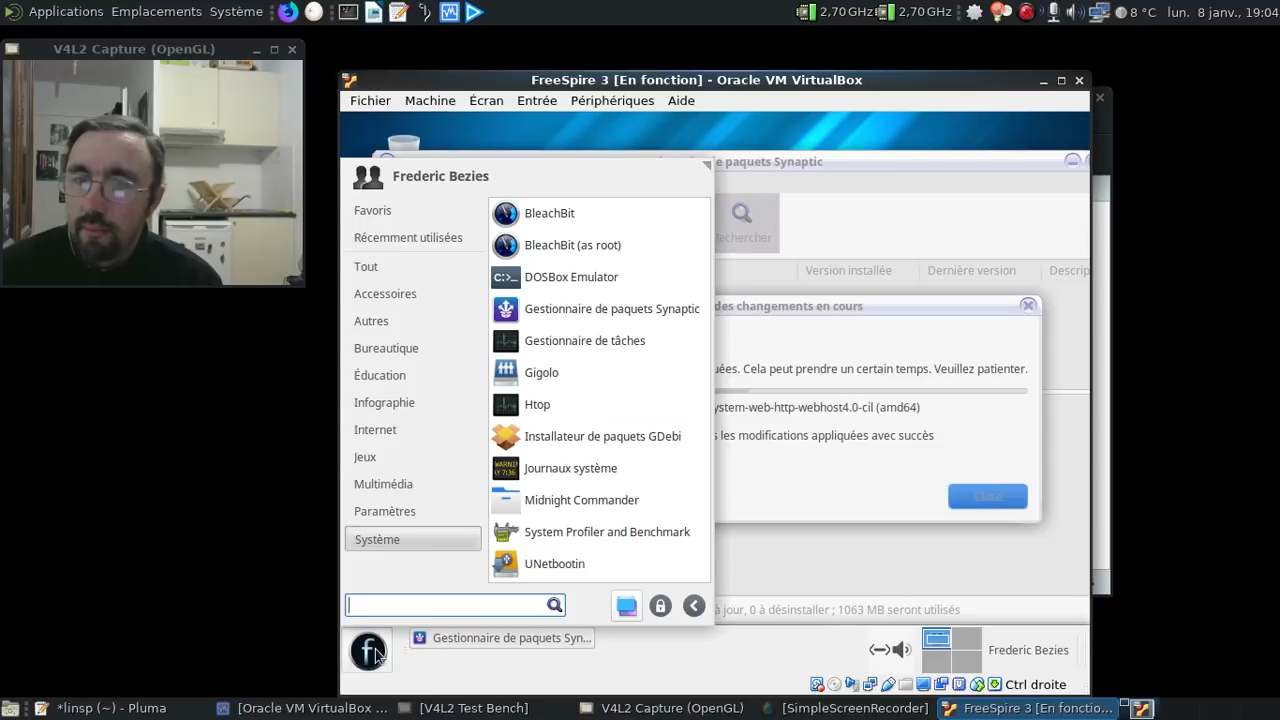 Applications Emplacements Système 2,70 GHz 2,70 GHz 8 °C lun. 8 janv., 19:04
V4L2 Capture (OpenGL)
FreeSpire 3 [En fonction] - Oracle VM VirtualBox
Fichier Machine Écran Entrée Périphériques Aide
de paquets Synaptic
Frederic Bezies
Favoris
Récemment utilisées
Tout
Accessoires
Autres
Bureautique
Éducation
Infographie
Internet
Jeux
Multimédia
Paramètres
Système
BleachBit
BleachBit (as root)
DOSBox Emulator
Gestionnaire de paquets Synaptic
Gestionnaire de tâches
Gigolo
Htop
Installateur de paquets GDebi
Journaux système
Midnight Commander
System Profiler and Benchmark
UNetbootin
Rechercher
Version installée Dernière version Descrip
des changements en cours
uées. Cela peut prendre un certain temps. Veuillez patienter.
ystem-web-http-webhost4.0-cil (amd64)
s les modifications appliquées avec succès
Close
à jour, 0 à désinstaller ; 1063 MB seront utilisés
Gestionnaire de paquets Syn...
Frederic Bezies
Ctrl droite
*linsp (~) - Pluma [Oracle VM VirtualBox ... [V4L2 Test Bench] V4L2 Capture (OpenGL) [SimpleScreenRecorder] FreeSpire 3 [En fonctio...